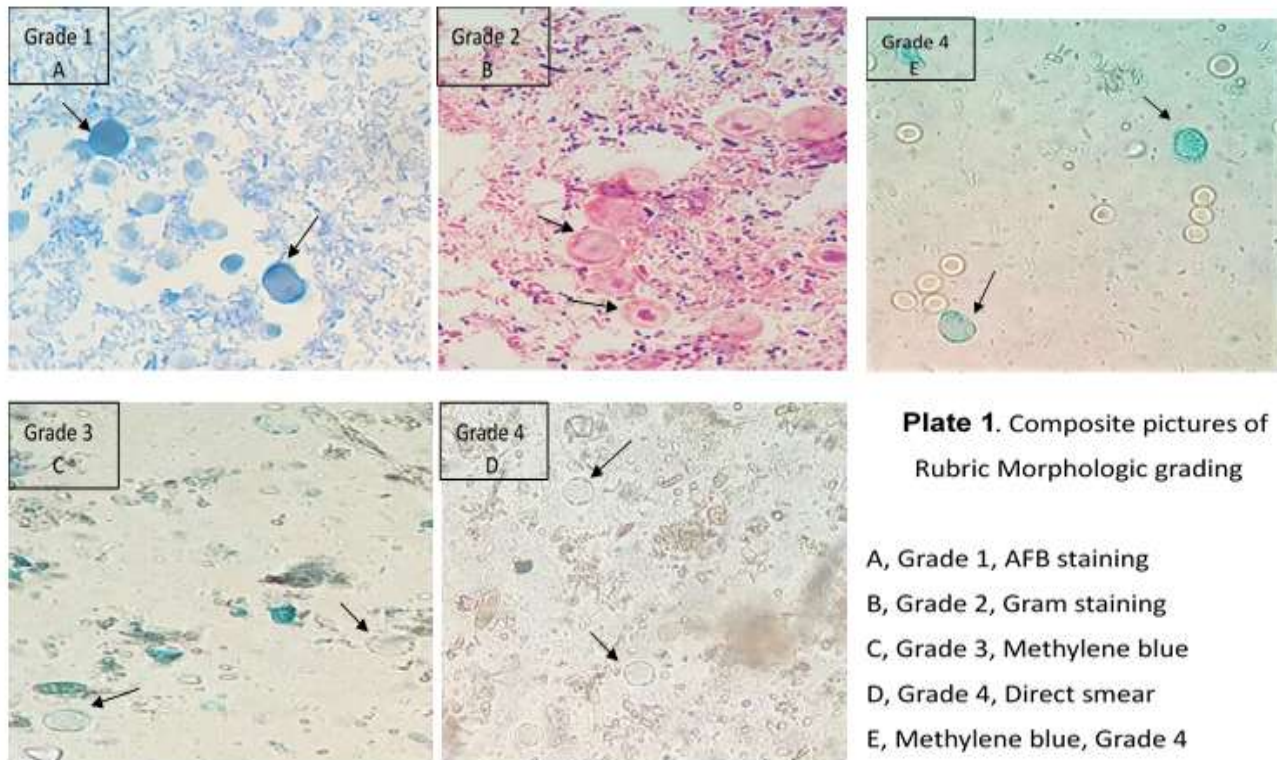 Grade 1
A
Grade 2
B
Grade 4
E
Grade 3
C
Grade 4
D
Plate 1. Composite pictures of
Rubric Morphologic grading
A, Grade 1, AFB staining
B, Grade 2, Gram staining
C, Grade 3, Methylene blue
D, Grade 4, Direct smear
E, Methylene blue, Grade 4